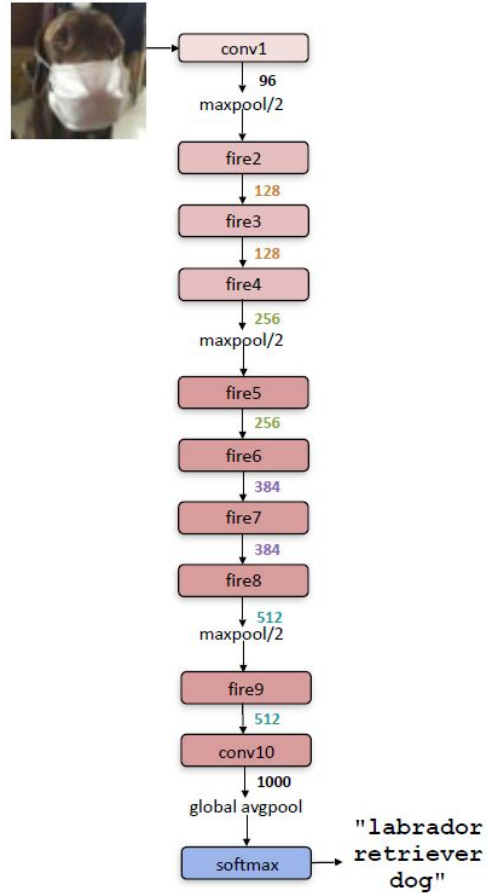 conv1
96
maxpool/2
fire2
128
fire3
128
fire4
256
maxpool/2
fire5
256
fire6
384
fire7
384
fire8
512
maxpool/2
fire9
512
conv10
1000
global avgpool
softmax
"labrador
retriever
dog"